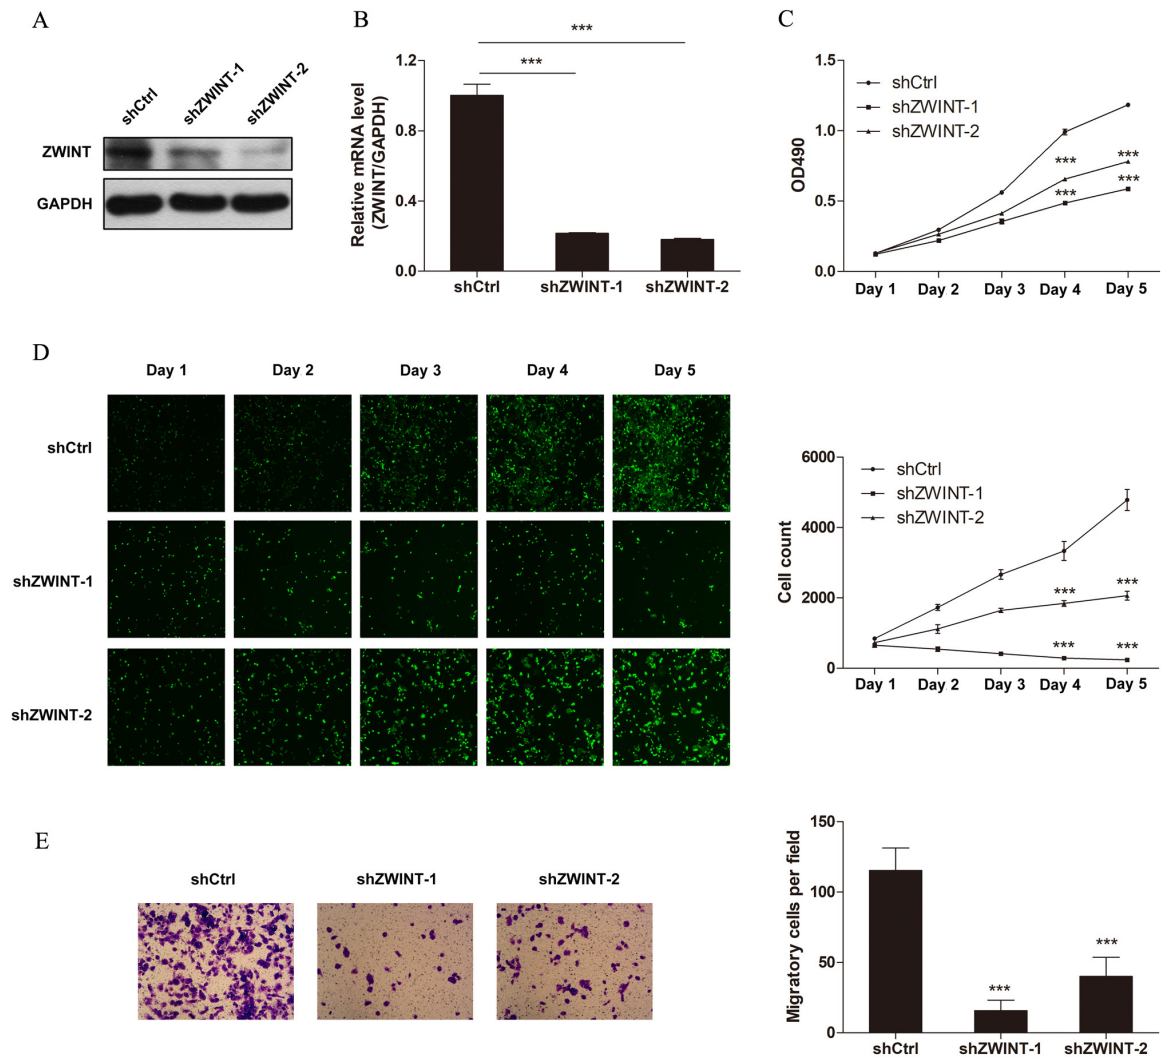 A
shCtrl
shZWINT-1
shZWINT-2
ZWINT
GAPDH
B
***
***
Relative mRNA level
(ZWINT/GAPDH)
1.2
0.8
0.4
0.0
shCtrl
shZWINT-1
shZWINT-2
C
OD490
1.5
1.0
0.5
0.0
shCtrl
shZWINT-1
shZWINT-2
***
***
***
***
Day 1
Day 2
Day 3
Day 4
Day 5
D
Day 1
Day 2
Day 3
Day 4
Day 5
shCtrl
shZWINT-1
shZWINT-2
Cell count
6000
4000
2000
0
shCtrl
shZWINT-1
shZWINT-2
***
***
***
***
Day 1
Day 2
Day 3
Day 4
Day 5
E
shCtrl
shZWINT-1
shZWINT-2
Migratory cells per field
150
100
50
0
***
***
shCtrl
shZWINT-1
shZWINT-2